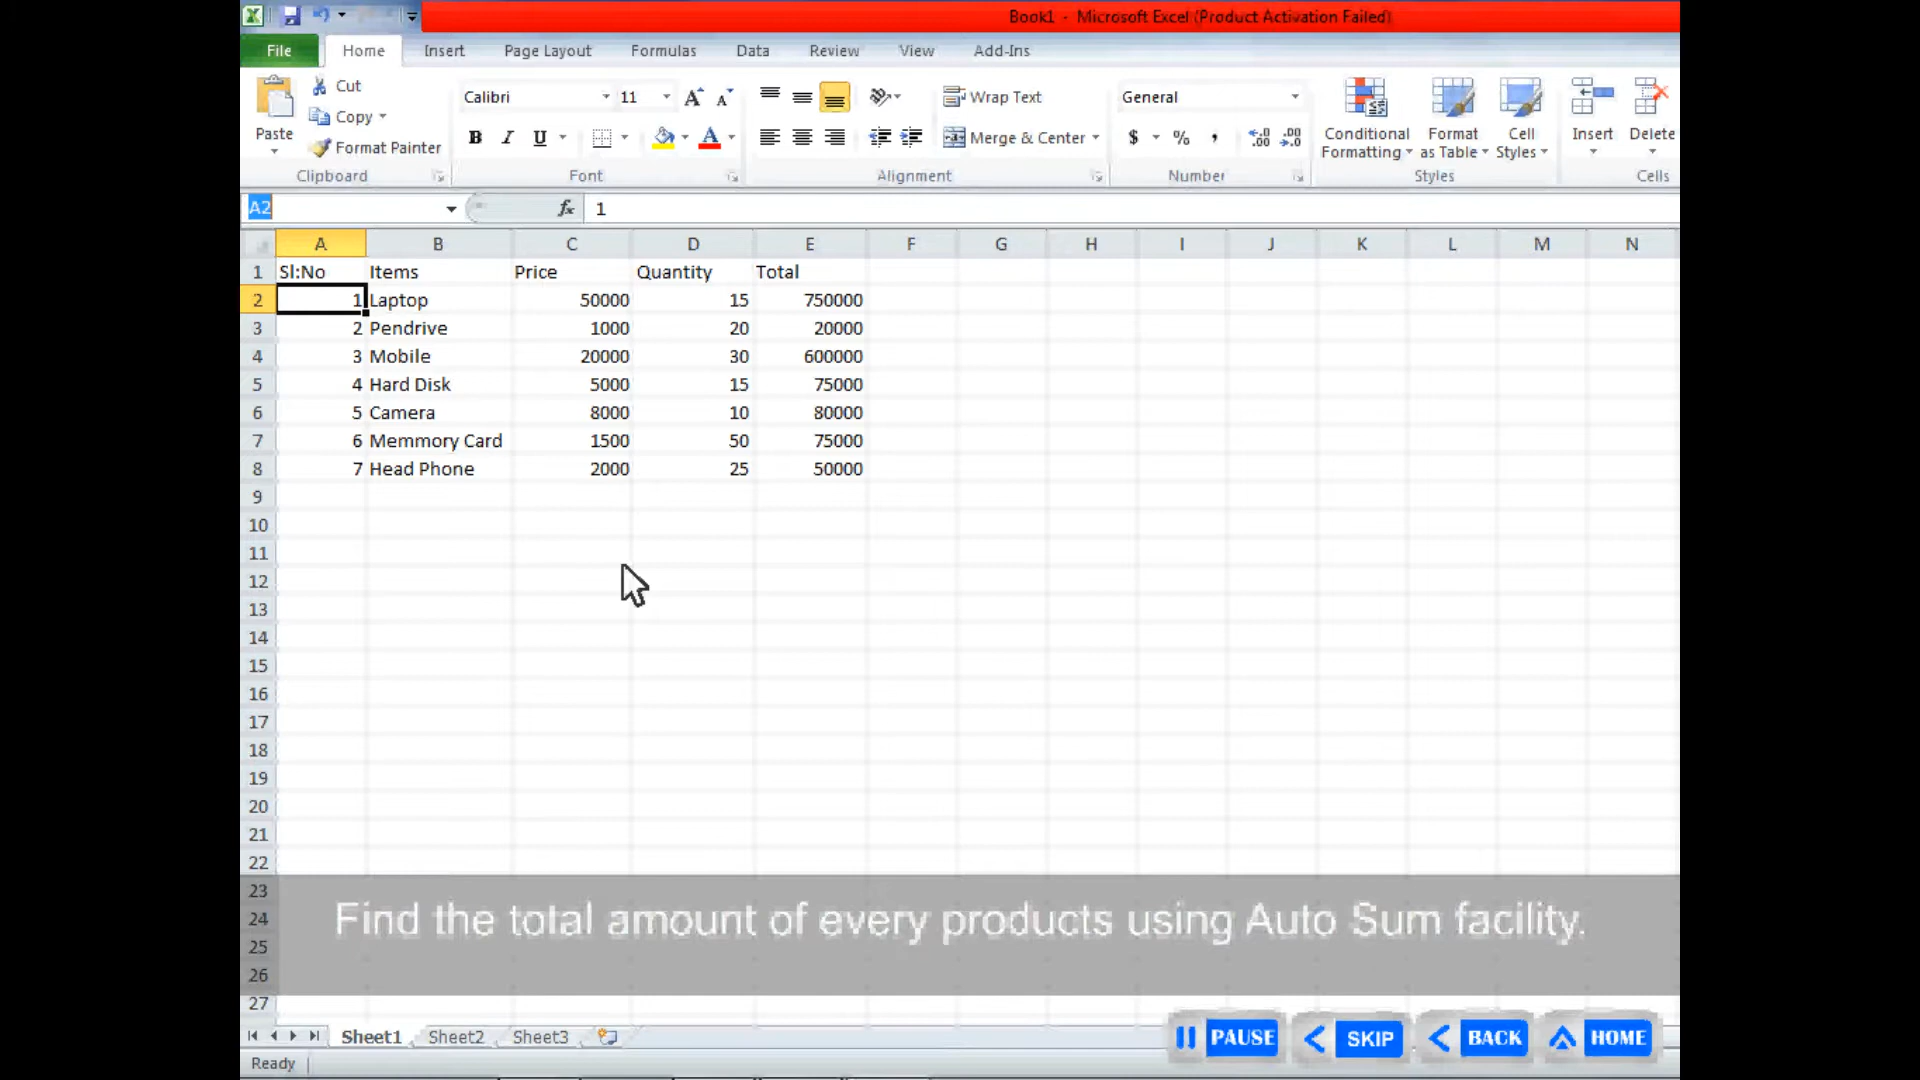 Book1 - Microsoft Excel (Product Activation Failed)
File Home Insert Page Layout Formulas Data Review View Add-Ins
Paste
Cut
Copy
Format Painter
Clipboard
Calibri 11
B I U A
Font
Wrap Text
Merge & Center
Alignment
General
$ % ,
Number
Conditional Formatting
Format as Table
Cell Styles
Styles
Insert Delete
Cells
A2 fx 1
A B C D E F G H I J K L M N
1 Sl:No Items Price Quantity Total
2 1 Laptop 50000 15 750000
3 2 Pendrive 1000 20 20000
4 3 Mobile 20000 30 600000
5 4 Hard Disk 5000 15 75000
6 5 Camera 8000 10 80000
7 6 Memmory Card 1500 50 75000
8 7 Head Phone 2000 25 50000
9
10
11
12
13
14
15
16
17
18
19
20
21
22
23
24
25
26
27
Find the total amount of every products using Auto Sum facility.
Sheet1 Sheet2 Sheet3
PAUSE SKIP BACK HOME
Ready